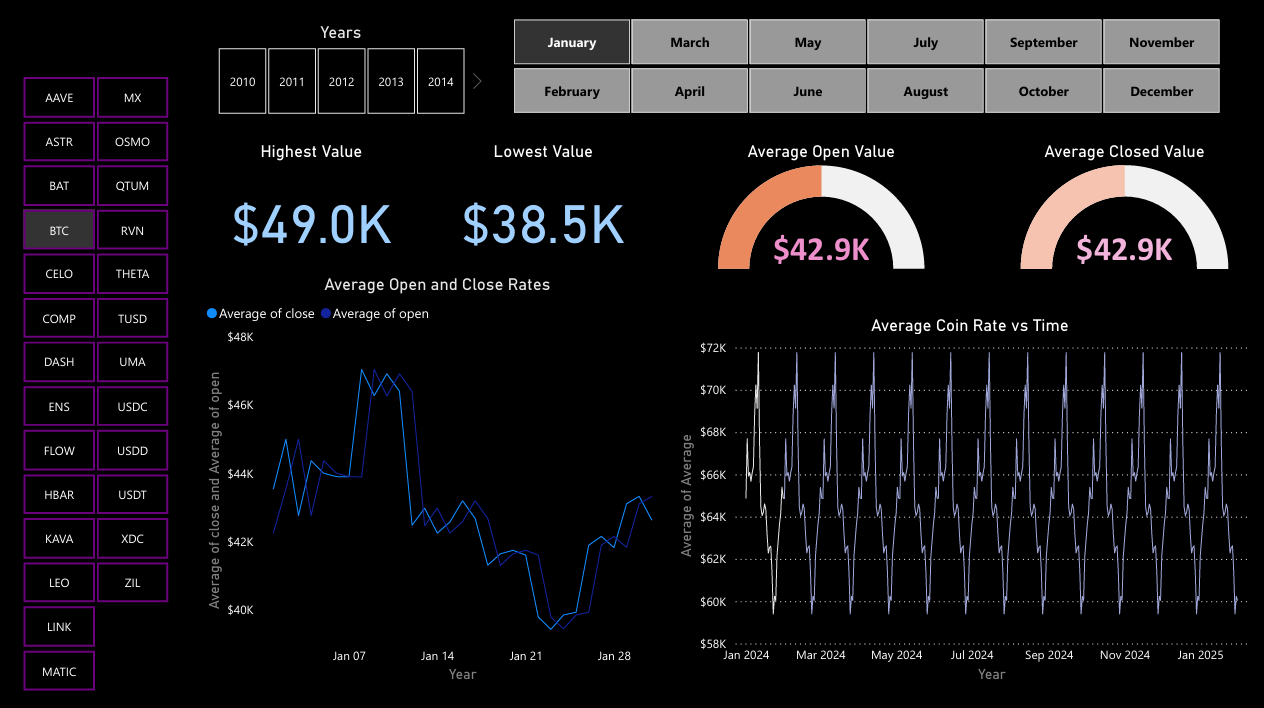 Years
2010 2011 2012 2013 2014
January March May July September November
February April June August October December
AAVE MX
ASTR OSMO
BAT QTUM
BTC RVN
CELO THETA
COMP TUSD
DASH UMA
ENS USDC
FLOW USDD
HBAR USDT
KAVA XDC
LEO ZIL
LINK
MATIC
Highest Value
$49.0K
Lowest Value
$38.5K
Average Open Value
$42.9K
Average Closed Value
$42.9K
Average Open and Close Rates
Average of close Average of open
Average of close and Average of open
$48K
$46K
$44K
$42K
$40K
Jan 07 Jan 14 Jan 21 Jan 28
Year
Average Coin Rate vs Time
Average of Average
$72K
$70K
$68K
$66K
$64K
$62K
$60K
$58K
Jan 2024 Mar 2024 May 2024 Jul 2024 Sep 2024 Nov 2024 Jan 2025
Year